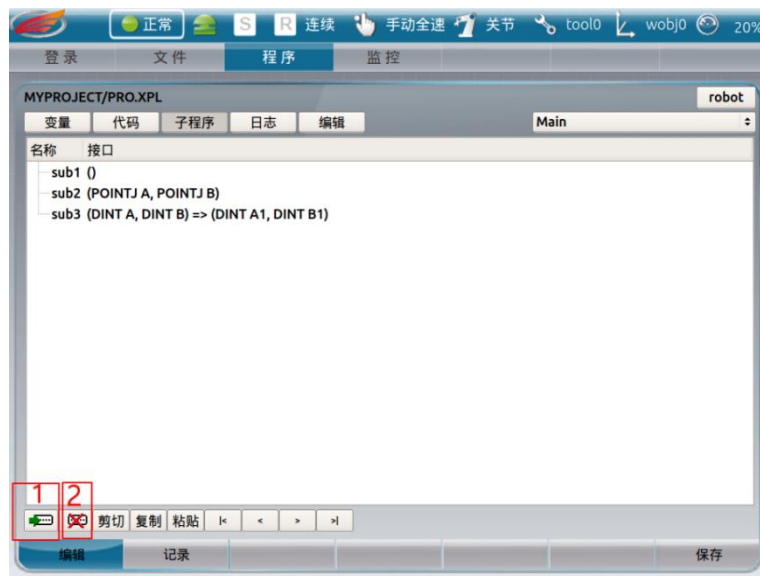 正常 S R 连续 手动全速 关节 tool0 wobj0 20%
登录 文件 程序 监控
MYPROJECT/PRO.XPL robot
变量 代码 子程序 日志 编辑 Main
名称 接口
sub1 ()
sub2 (POINTJ A, POINTJ B)
sub3 (DINT A, DINT B) => (DINT A1, DINT B1)
1 2
剪切 复制 粘贴 |< < > >|
编辑 记录 保存